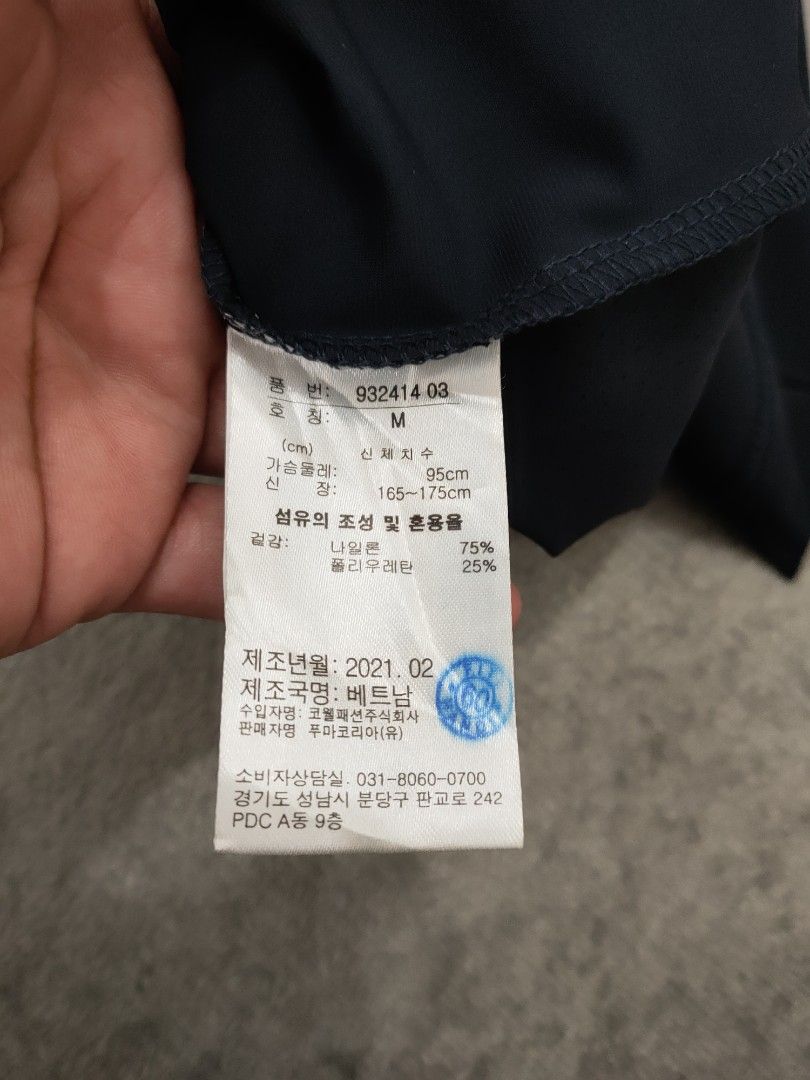 품 번: 932414 03
호 칭: M
(cm) 신체치수
가슴둘레: 95cm
신 장: 165~175cm
섬유의 조성 및 혼용율
겉감: 나일론 75%
폴리우레탄 25%
제조년월: 2021. 02
제조국명: 베트남
수입자명: 코웰패션주식회사
판매자명 푸마코리아(유)
소비자상담실. 031-8060-0700
경기도 성남시 분당구 판교로 242
PDC A동 9층